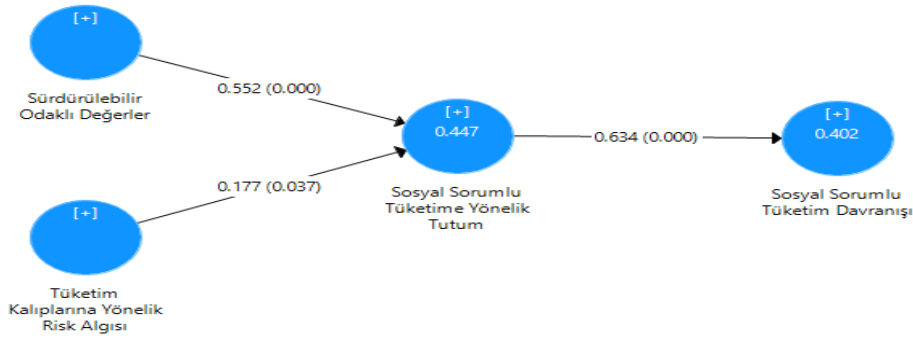 [+]
Sürdürülebilir
Odaklı Değerler
0.552 (0.000)
[+]
0.447
Sosyal Sorumlu
Tüketime Yönelik
Tutum
0.634 (0.000)
[+]
0.402
Sosyal Sorumlu
Tüketim Davranışı
0.177 (0.037)
[+]
Tüketim
Kalıplarına Yönelik
Risk Algısı